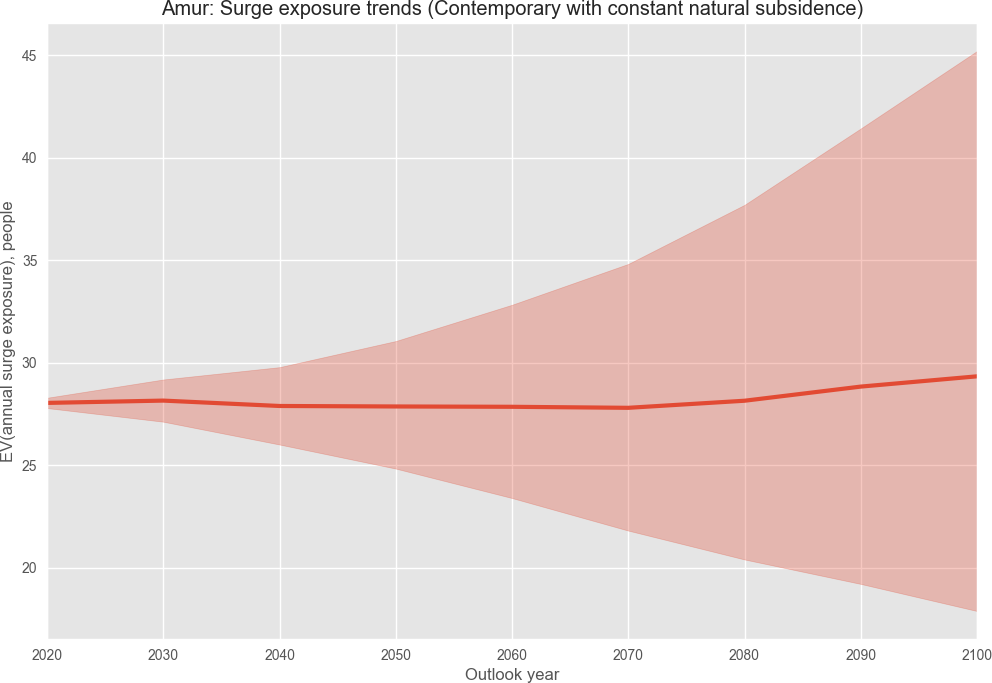 Amur: Surge exposure trends (Contemporary with constant natural subsidence)
EV(annual surge exposure), people
45
40
35
30
25
20
2020 2030 2040 2050 2060 2070 2080 2090 2100
Outlook year